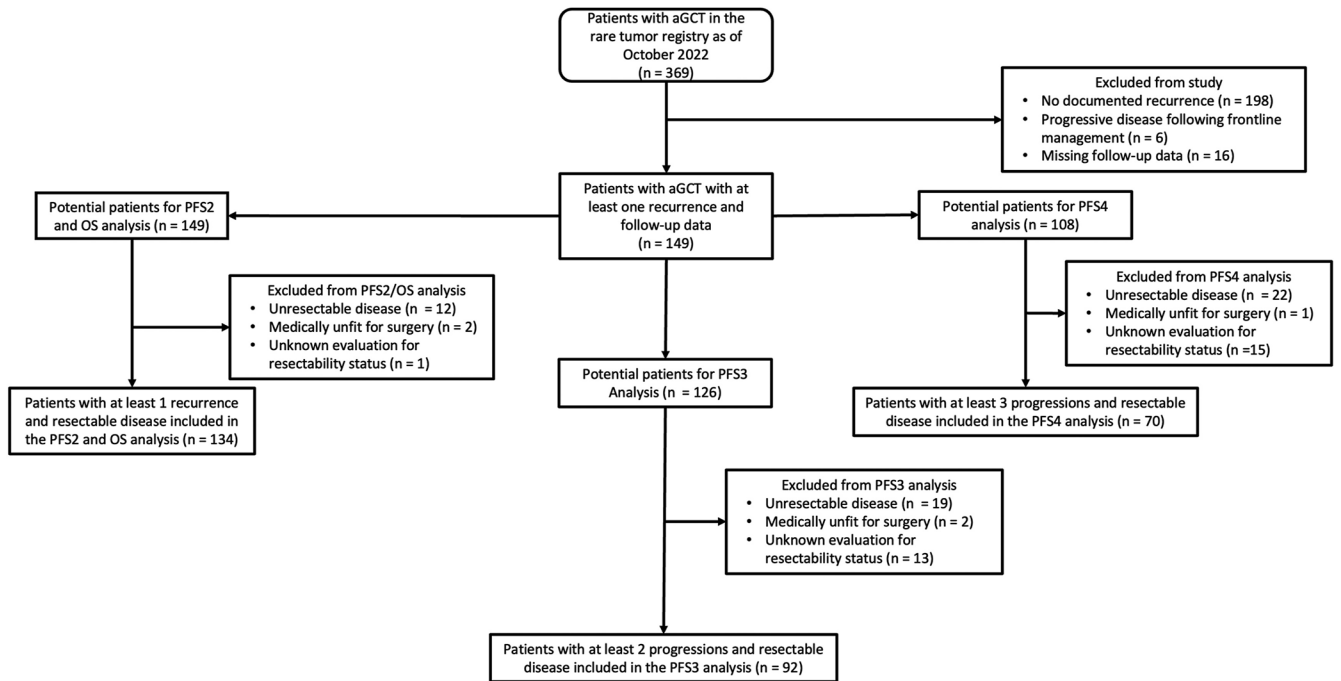 Patients with aGCT in the
rare tumor registry as of
October 2022
(n = 369)
Excluded from study
• No documented recurrence (n = 198)
• Progressive disease following frontline
management (n = 6)
• Missing follow-up data (n = 16)
Patients with aGCT with at
least one recurrence and
follow-up data
(n = 149)
Potential patients for PFS2
and OS analysis (n = 149)
Potential patients for PFS4
analysis (n = 108)
Excluded from PFS2/OS analysis
• Unresectable disease (n = 12)
• Medically unfit for surgery (n = 2)
• Unknown evaluation for
resectability status (n = 1)
Excluded from PFS4 analysis
• Unresectable disease (n = 22)
• Medically unfit for surgery (n = 1)
• Unknown evaluation for
resectability status (n =15)
Potential patients for PFS3
Analysis (n = 126)
Patients with at least 1 recurrence
and resectable disease included in
the PFS2 and OS analysis (n = 134)
Patients with at least 3 progressions and resectable
disease included in the PFS4 analysis (n = 70)
Excluded from PFS3 analysis
• Unresectable disease (n = 19)
• Medically unfit for surgery (n = 2)
• Unknown evaluation for
resectability status (n = 13)
Patients with at least 2 progressions and resectable
disease included in the PFS3 analysis (n = 92)